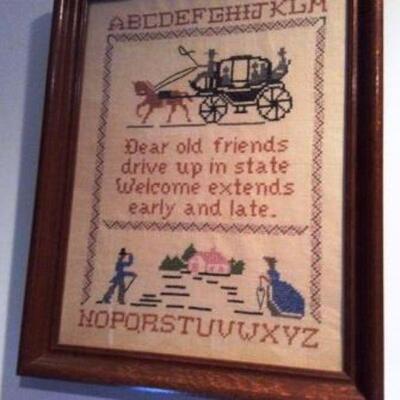 ABCDEFGHIJKLM
Dear old friends
drive up in state
Welcome extends
early and late.
NOPQRSTUVWXYZ